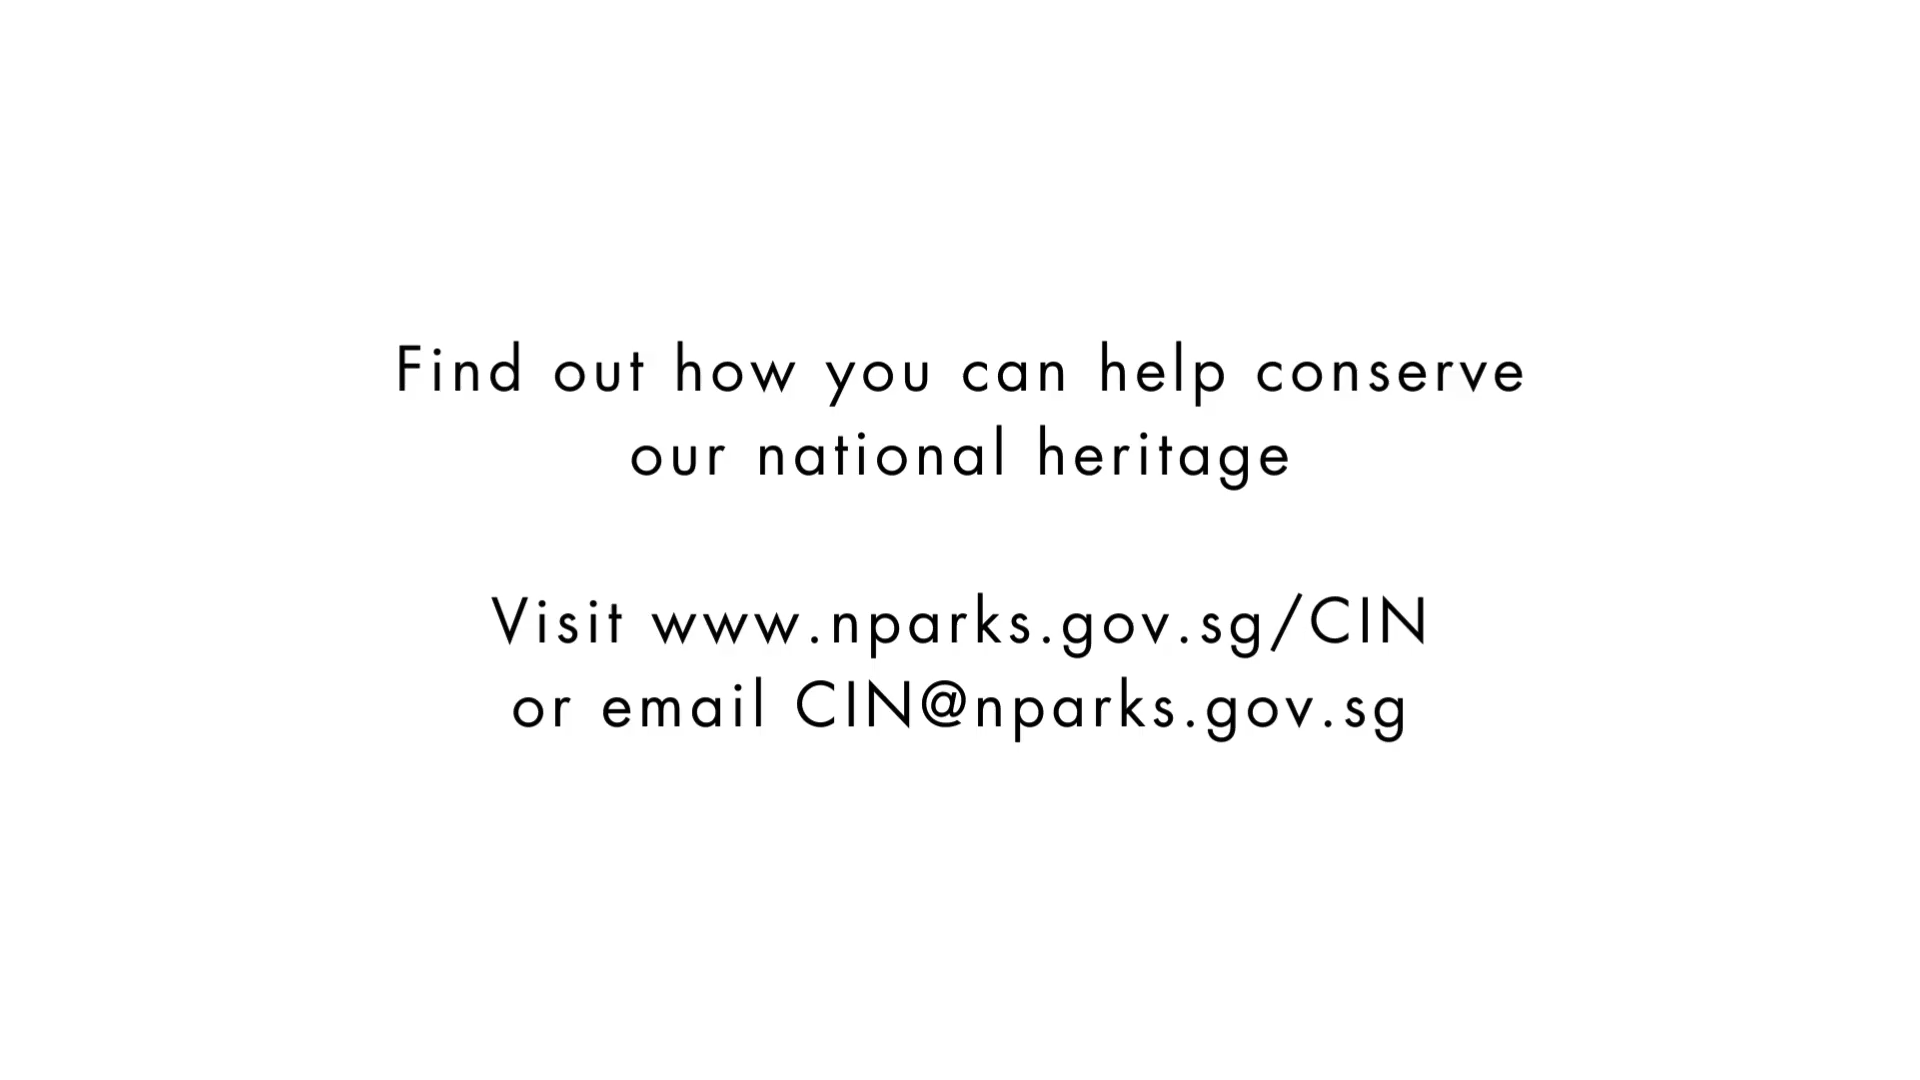 Find out how you can help conserve
our national heritage
Visit www.nparks.gov.sg/CIN
or email CIN@nparks.gov.sg